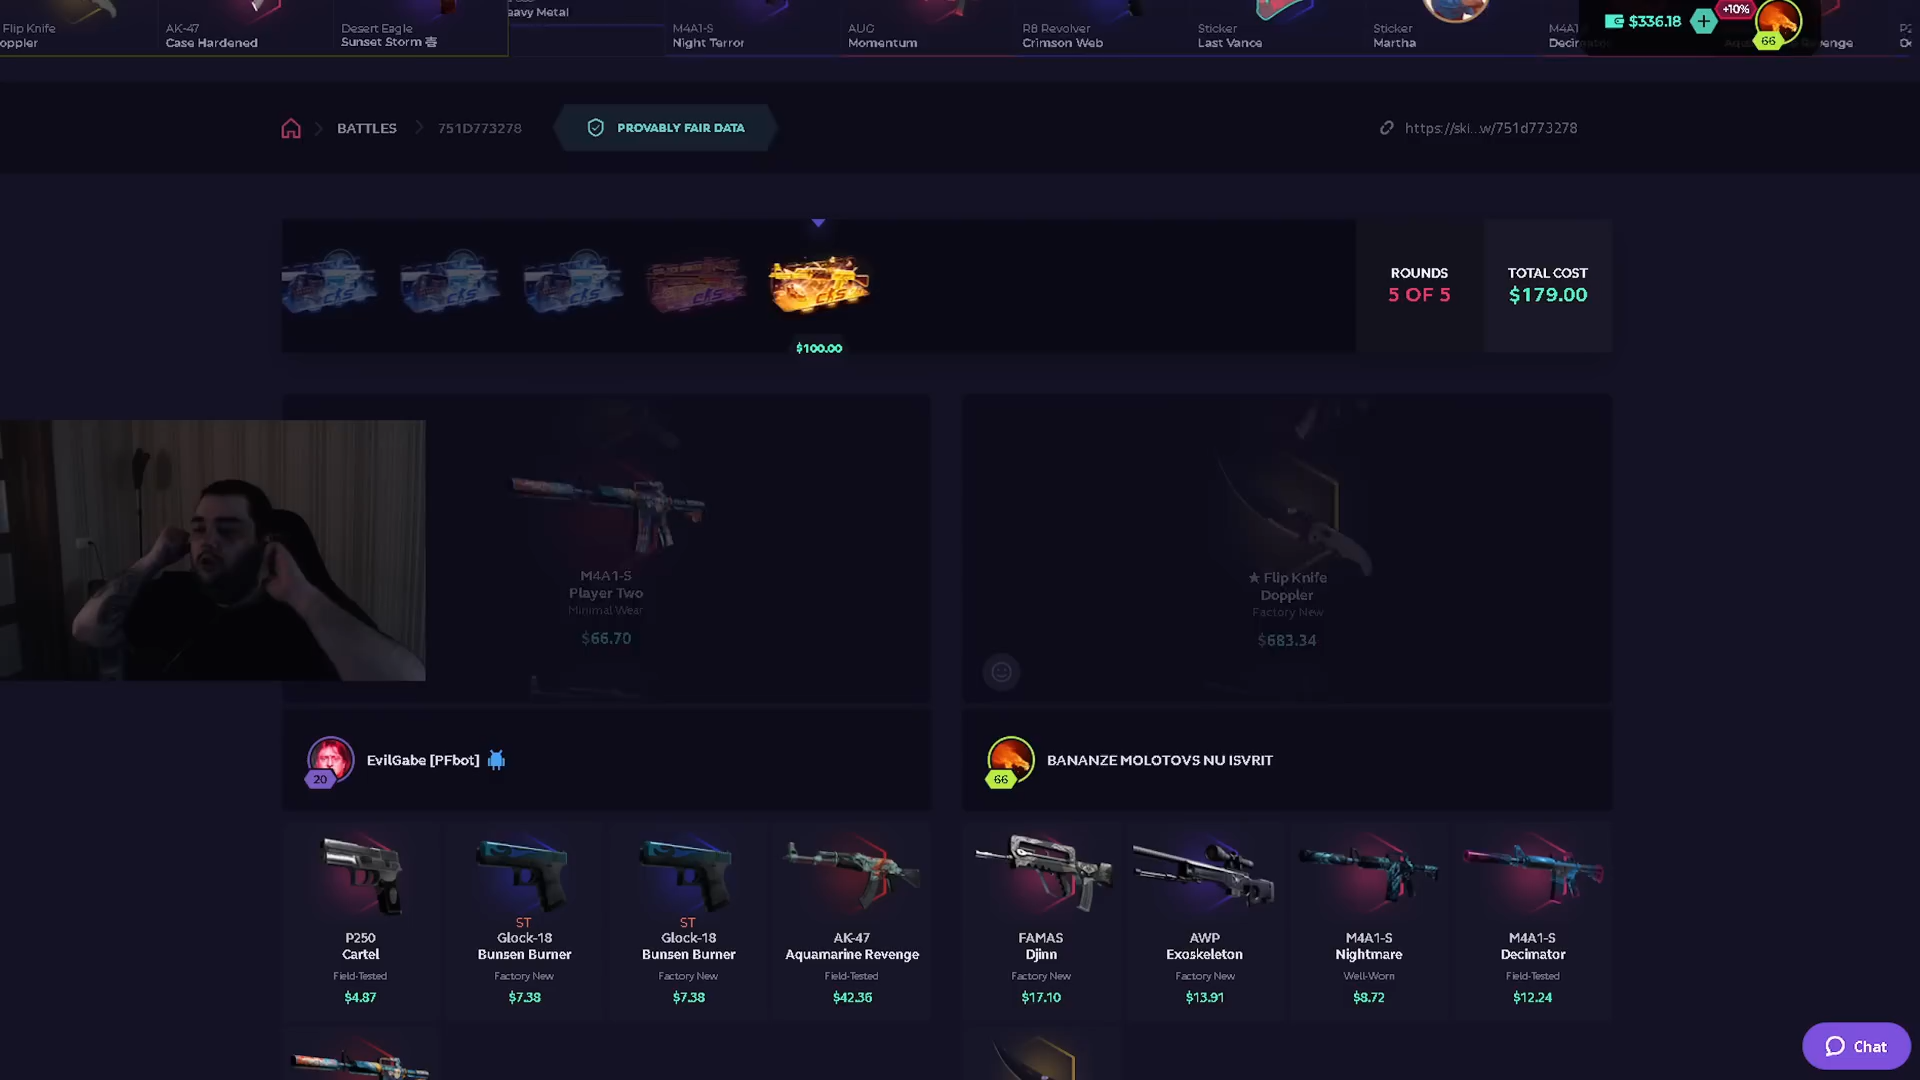 Flip Knife
oppler
AK-47
Case Hardened
Desert Eagle
Sunset Storm 壱
eavy Metal
M4A1-S
Night Terror
AUG
Momentum
R8 Revolver
Crimson Web
Sticker
Last Vance
Sticker
Martha
M4A1
$336.18
+10%
66
BATTLES
751D773278
PROVABLY FAIR DATA
https://ski...w/751d773278
ROUNDS
5 OF 5
TOTAL COST
$179.00
$100.00
M4A1-S
Player Two
Minimal Wear
$66.70
★ Flip Knife
Doppler
Factory New
$683.34
20
EvilGabe [PFbot]
66
BANANZE MOLOTOVS NU ISVRIT
P250
Cartel
Field-Tested
$4.87
ST
Glock-18
Bunsen Burner
Factory New
$7.38
ST
Glock-18
Bunsen Burner
Factory New
$7.38
AK-47
Aquamarine Revenge
Field-Tested
$42.36
FAMAS
Djinn
Factory New
$17.10
AWP
Exoskeleton
Factory New
$13.91
M4A1-S
Nightmare
Well-Worn
$8.72
M4A1-S
Decimator
Field-Tested
$12.24
Chat